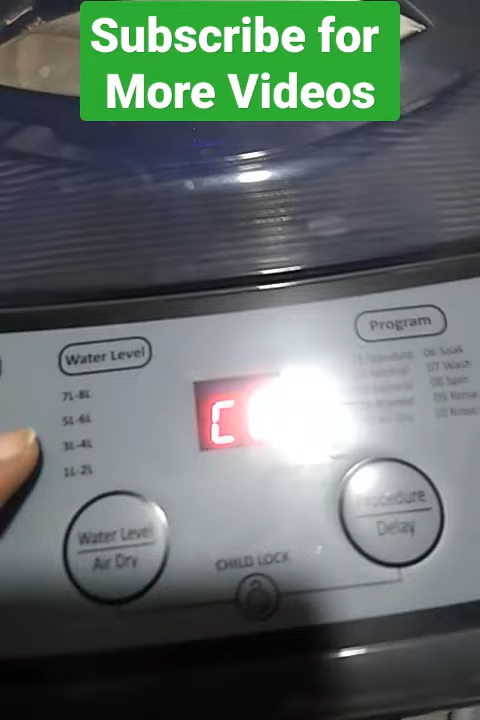 Subscribe for
More Videos
Water Level
Program
7L-8L
5L-6L
3L-4L
1L-2L
06 Soak
07 Wash
08 Spin
09 Rinse
C
Water Level
Air Dry
Procedure
Delay
CHILD LOCK